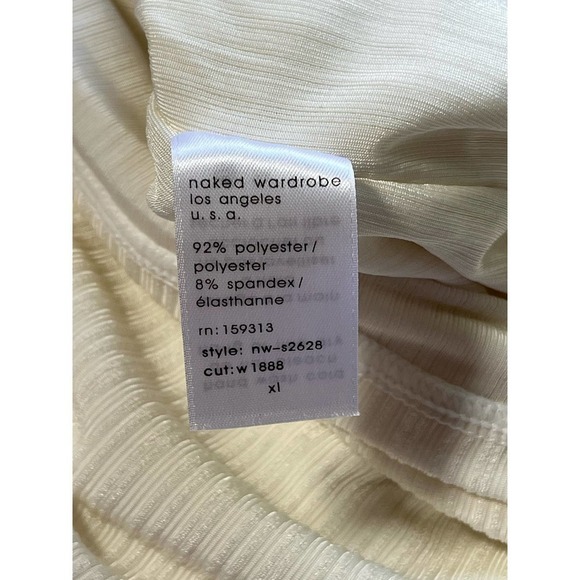 naked wardrobe
los angeles
u.s.a.
92% polyester/
polyester
8% spandex/
élasthanne
rn:159313
style: nw-s2628
cut:w1888
xl